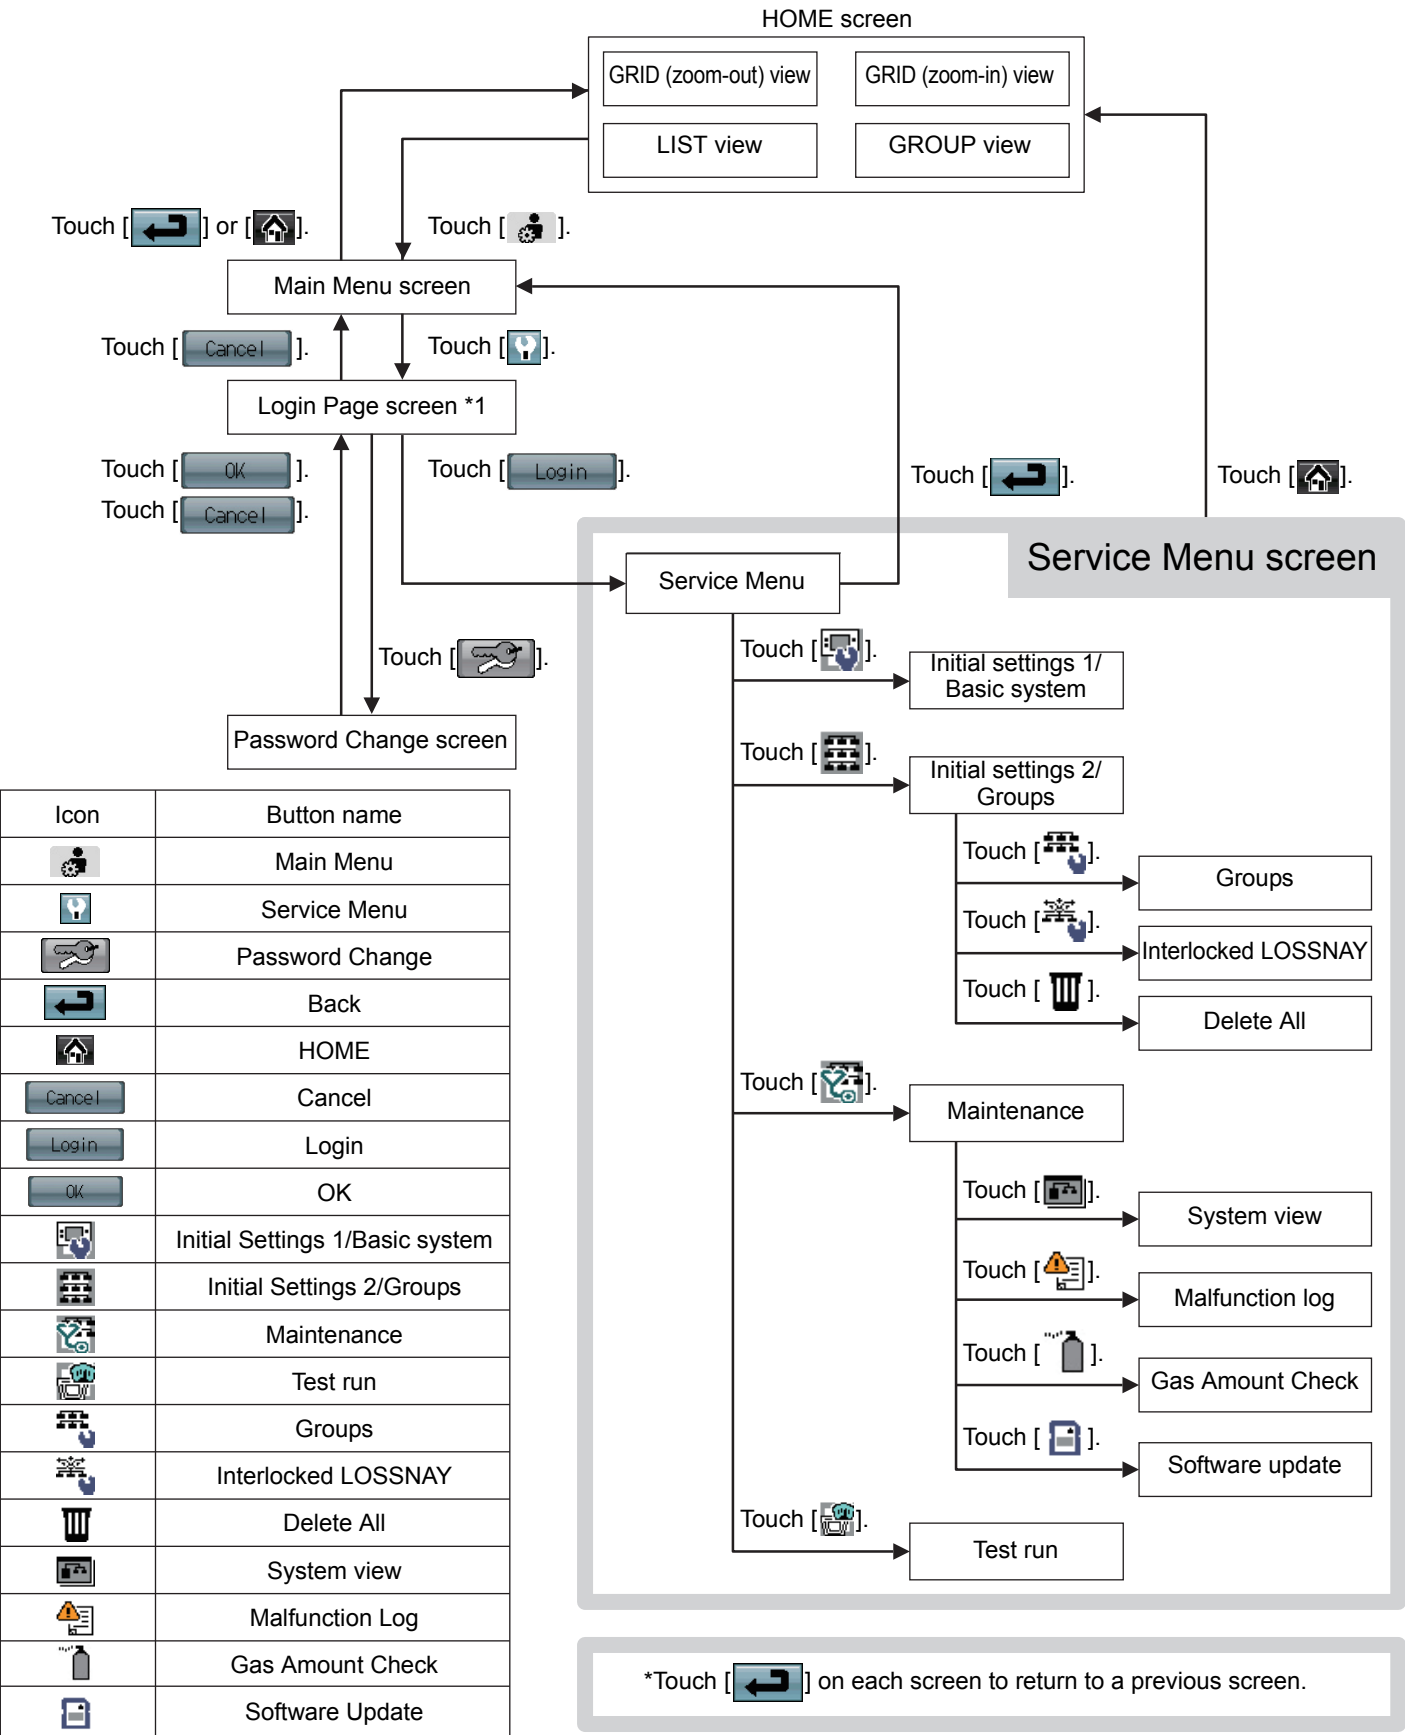 HOME screen
GRID (zoom-out) view
GRID (zoom-in) view
LIST view
GROUP view
Touch [ ] or [ ].
Touch [ ].
Main Menu screen
Touch [ Cancel ].
Touch [ ].
Login Page screen *1
Touch [ OK ].
Touch [ Cancel ].
Touch [ Login ].
Touch [ ].
Touch [ ].
Service Menu screen
Service Menu
Touch [ ].
Password Change screen
Touch [ ].
Initial settings 1/
Basic system
Touch [ ].
Initial settings 2/
Groups
Touch [ ].
Groups
Touch [ ].
Interlocked LOSSNAY
Touch [ ].
Delete All
Touch [ ].
Maintenance
Touch [ ].
System view
Touch [ ].
Malfunction log
Touch [ ].
Gas Amount Check
Touch [ ].
Software update
Touch [ ].
Test run
*Touch [ ] on each screen to return to a previous screen.
Icon Button name
Main Menu
Service Menu
Password Change
Back
HOME
Cancel Cancel
Login Login
OK OK
Initial Settings 1/Basic system
Initial Settings 2/Groups
Maintenance
Test run
Groups
Interlocked LOSSNAY
Delete All
System view
Malfunction Log
Gas Amount Check
Software Update